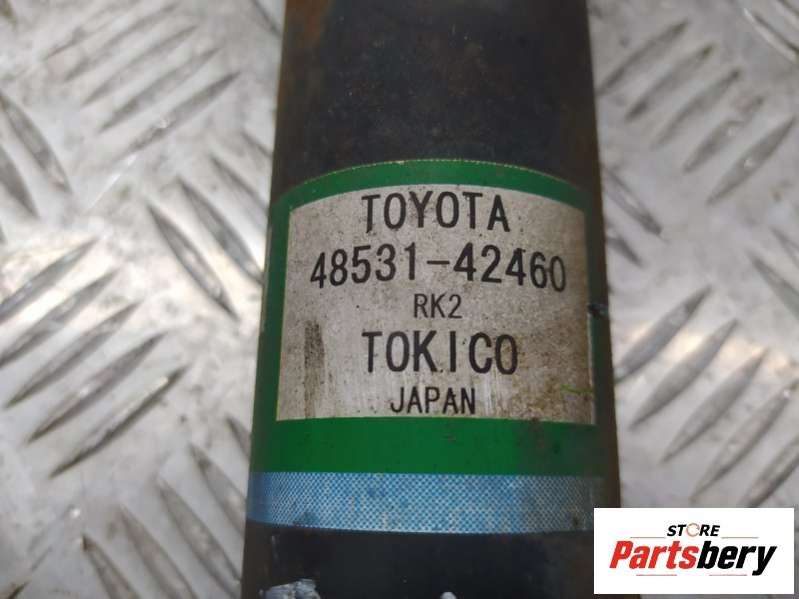 TOYOTA
48531-42460
RK2
TOKICO
JAPAN
STORE
Partsbery